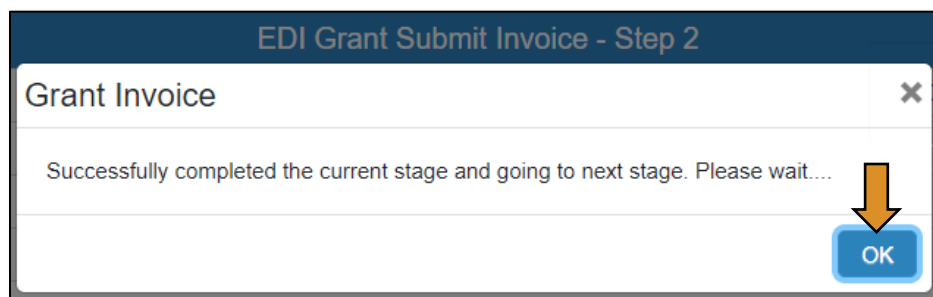 EDI Grant Submit Invoice - Step 2
Grant Invoice
Successfully completed the current stage and going to next stage. Please wait....
OK